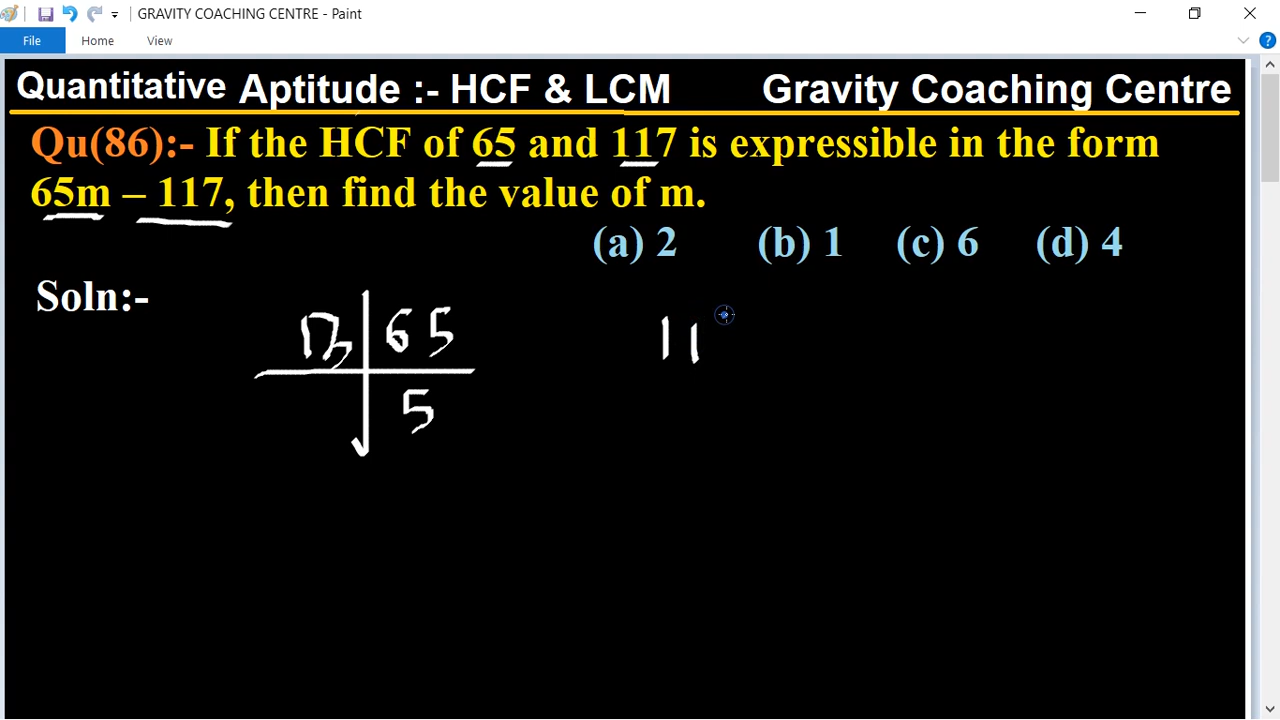 GRAVITY COACHING CENTRE - Paint
File Home View
Quantitative Aptitude :- HCF & LCM Gravity Coaching Centre
Qu(86):- If the HCF of 65 and 117 is expressible in the form
65m – 117, then find the value of m.
(a) 2 (b) 1 (c) 6 (d) 4
Soln:-
13 65 11
5